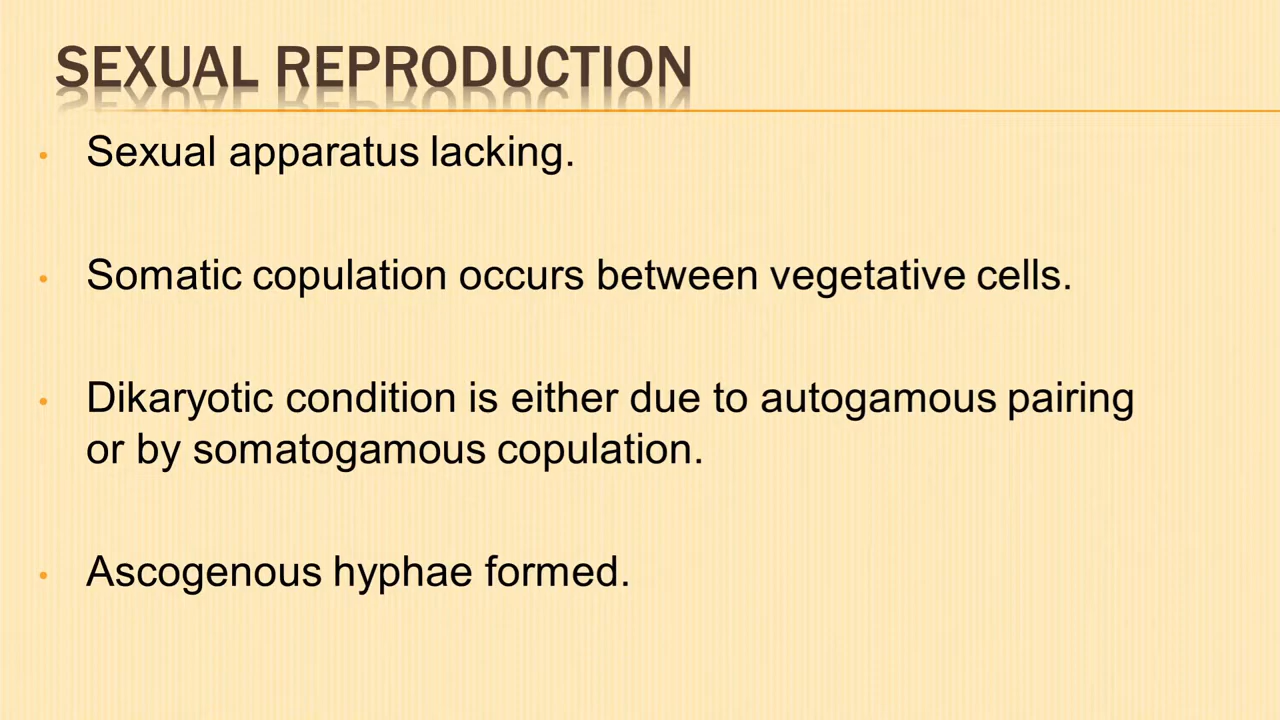 SEXUAL REPRODUCTION
• Sexual apparatus lacking.
• Somatic copulation occurs between vegetative cells.
• Dikaryotic condition is either due to autogamous pairing
or by somatogamous copulation.
• Ascogenous hyphae formed.